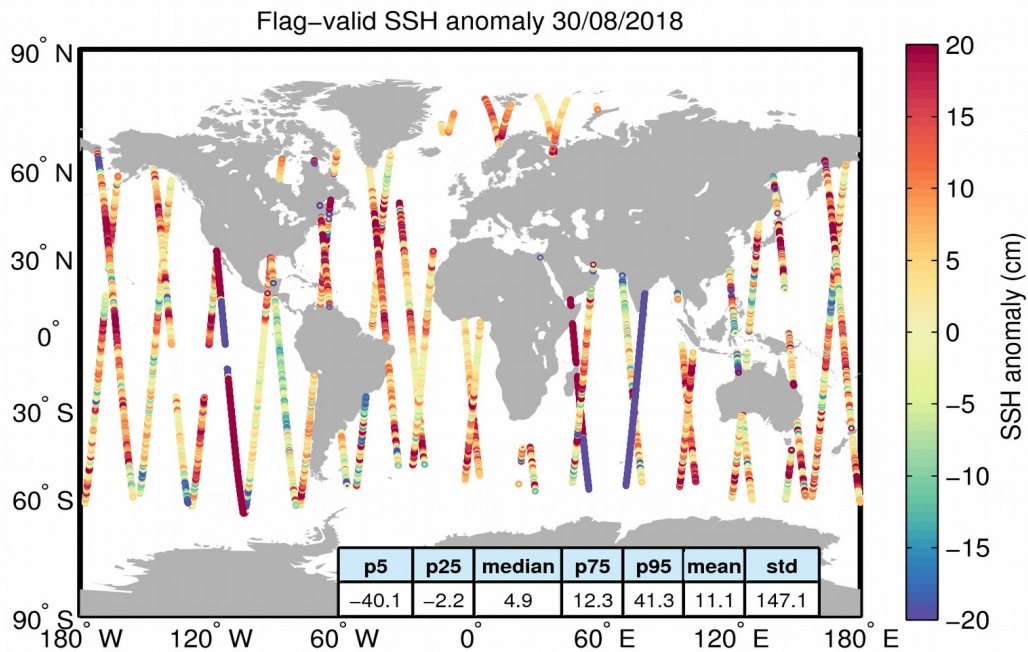 Flag−valid SSH anomaly 30/08/2018
90° N
60° N
30° N
0°
30° S
60° S
90° S
180° W
120° W
60° W
0°
60° E
120° E
180° E
20
15
10
5
0
−5
−10
−15
−20
SSH anomaly (cm)
p5 p25 median p75 p95 mean std
−40.1 −2.2 4.9 12.3 41.3 11.1 147.1